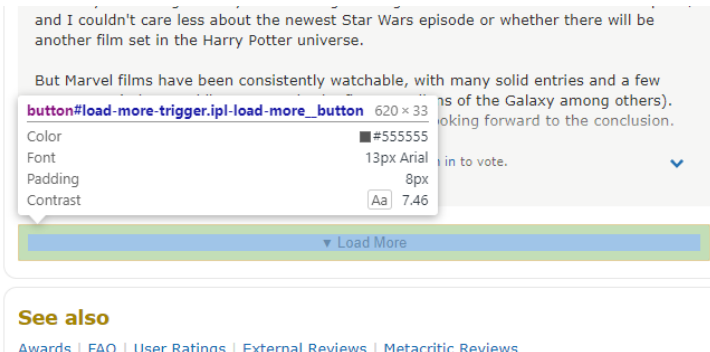 and I couldn't care less about the newest Star Wars episode or whether there will be
another film set in the Harry Potter universe.
But Marvel films have been consistently watchable, with many solid entries and a few
ns of the Galaxy among others).
button#load-more-trigger.ipl-load-more__button 620 × 33
oking forward to the conclusion.
Color #555555
Font 13px Arial
in to vote.
Padding 8px
Contrast Aa 7.46
▼ Load More
See also
Awards | FAQ | User Ratings | External Reviews | Metacritic Reviews